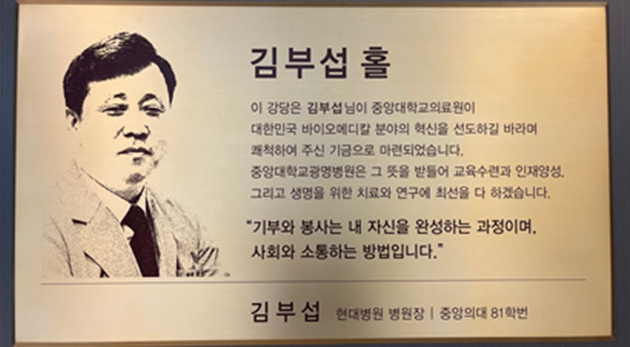 김부섭 홀
이 강당은 김부섭님이 중앙대학교의료원이
대한민국 바이오메디칼 분야의 혁신을 선도하길 바라며
쾌척하여 주신 기금으로 마련되었습니다.
중앙대학교광명병원은 그 뜻을 받들어 교육수련과 인재양성,
그리고 생명을 위한 치료와 연구에 최선을 다 하겠습니다.
“기부와 봉사는 내 자신을 완성하는 과정이며,
사회와 소통하는 방법입니다.”
김부섭 현대병원 병원장 | 중앙의대 81학번